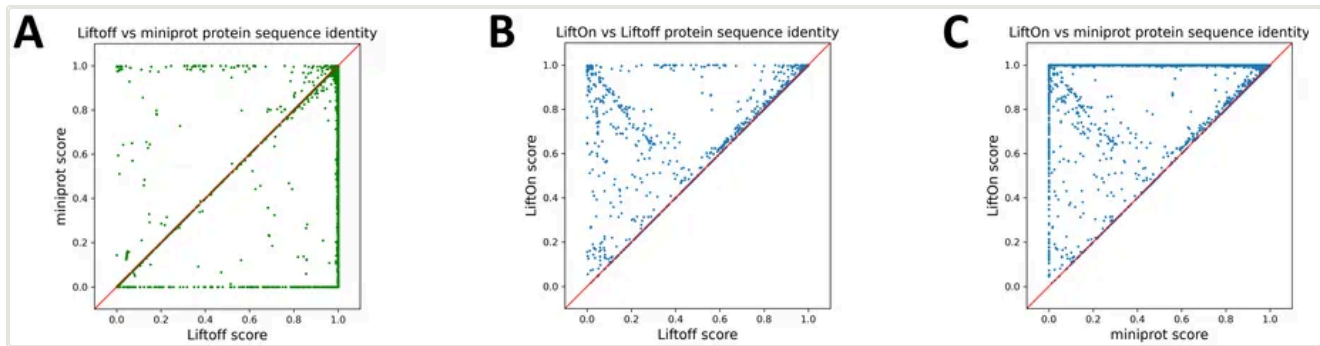 A
Liftoff vs miniprot protein sequence identity
miniprot score
1.0
0.8
0.6
0.4
0.2
0.0
0.0 0.2 0.4 0.6 0.8 1.0
Liftoff score
B
LiftOn vs Liftoff protein sequence identity
LiftOn score
1.0
0.8
0.6
0.4
0.2
0.0
0.0 0.2 0.4 0.6 0.8 1.0
Liftoff score
C
LiftOn vs miniprot protein sequence identity
LiftOn score
1.0
0.8
0.6
0.4
0.2
0.0
0.0 0.2 0.4 0.6 0.8 1.0
miniprot score